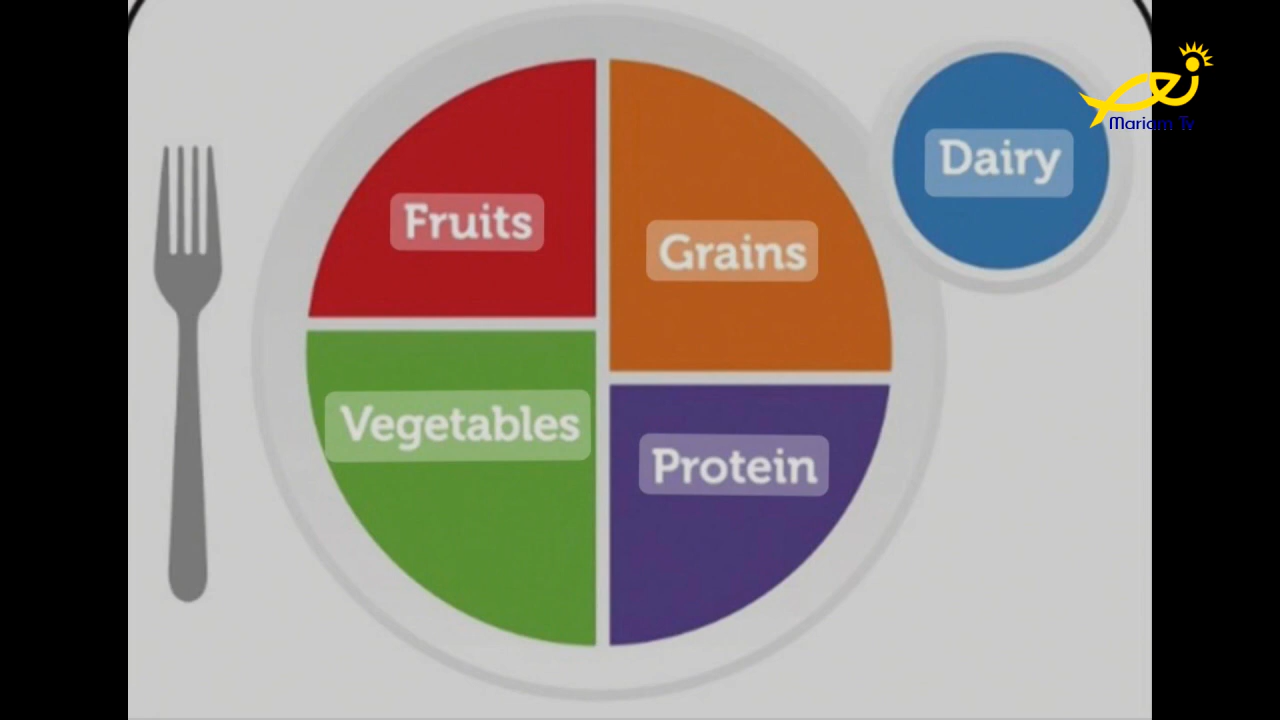 Fruits
Grains
Dairy
Vegetables
Protein
Mariam Tv